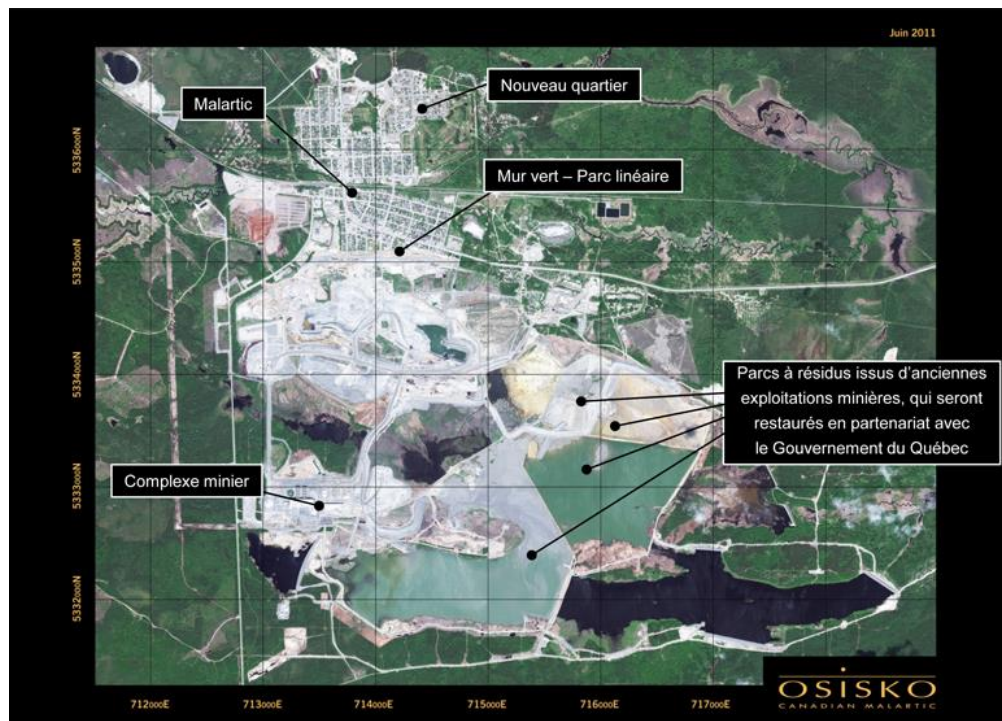 Juin 2011
Nouveau quartier
Malartic
Mur vert – Parc linéaire
Parcs à résidus issus d'anciennes
exploitations minières, qui seront
restaurés en partenariat avec
le Gouvernement du Québec
Complexe minier
5336000N
5335000N
5334000N
5333000N
5332000N
712000E
713000E
714000E
715000E
716000E
717000E
OSISKO
CANADIAN MALARTIC